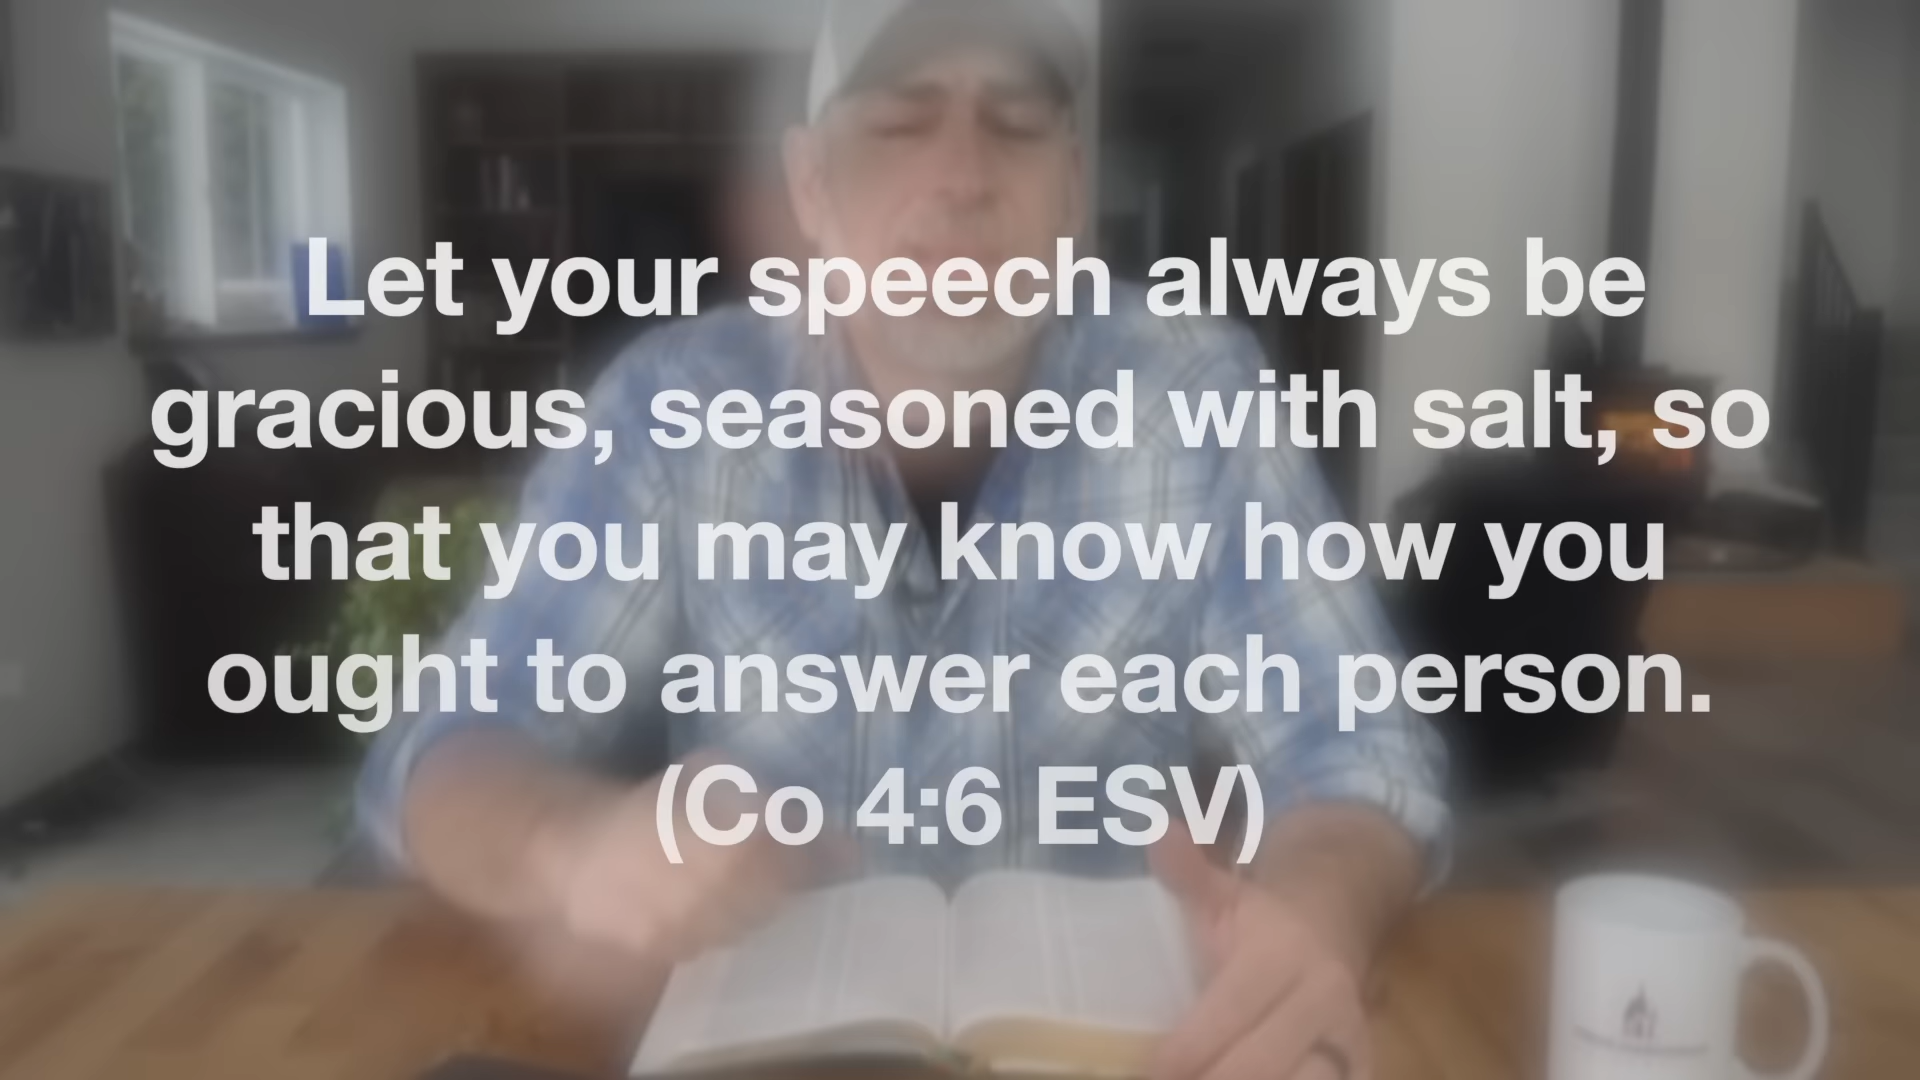 Let your speech always be
gracious, seasoned with salt, so
that you may know how you
ought to answer each person.
(Co 4:6 ESV)